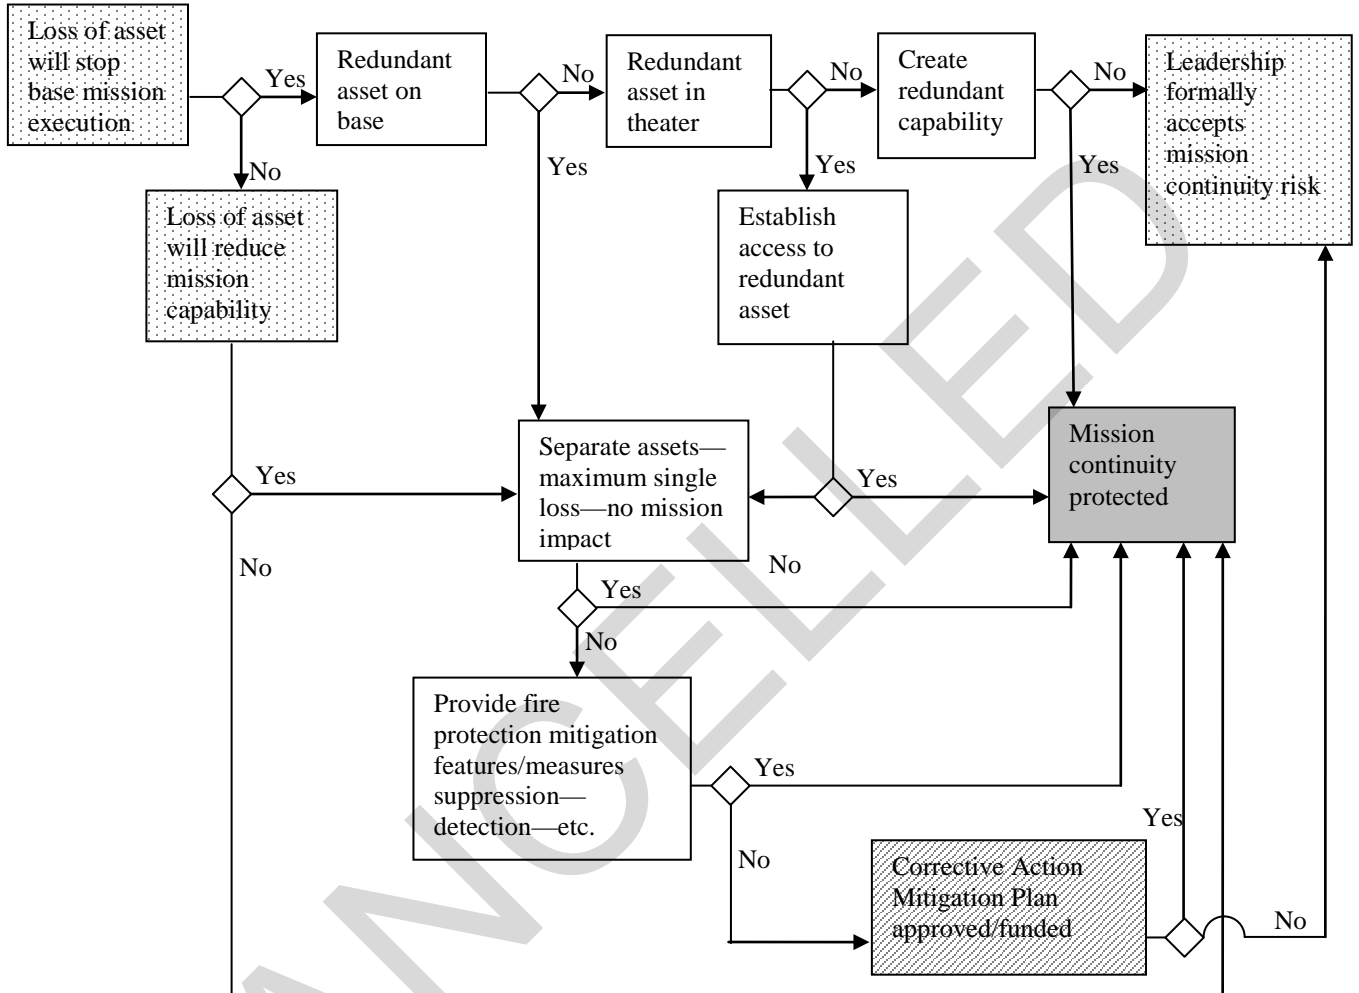 Loss of asset
will stop
base mission
execution
Yes
Redundant
asset on
base
No
Redundant
asset in
theater
No
Create
redundant
capability
No
Leadership
formally
accepts
mission
continuity risk
No
Yes
Yes
Yes
Loss of asset
will reduce
mission
capability
Establish
access to
redundant
asset
Yes
Separate assets—
maximum single
loss—no mission
impact
Yes
Mission
continuity
protected
No
No
Yes
No
Provide fire
protection mitigation
features/measures
suppression—
detection—etc.
Yes
No
Yes
Corrective Action
Mitigation Plan
approved/funded
No
ANCELLED